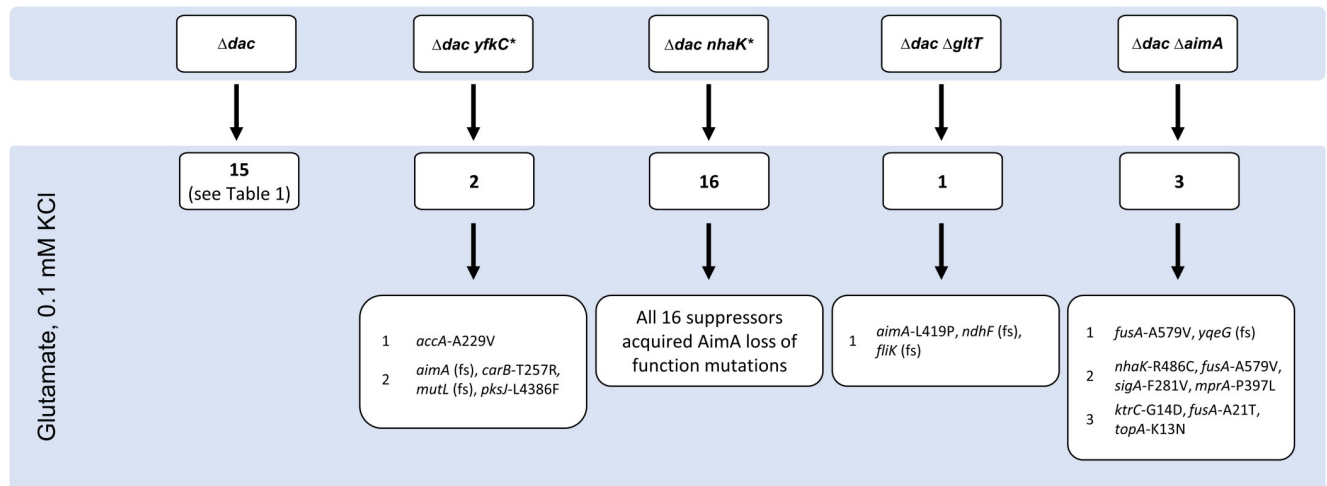 Δdac
Δdac yfkC*
Δdac nhaK*
Δdac ΔgltT
Δdac ΔaimA
Glutamate, 0.1 mM KCl
15
(see Table 1)
2
16
1
3
1 accA-A229V
2 aimA (fs), carB-T257R,
mutL (fs), pksJ-L4386F
All 16 suppressors
acquired AimA loss of
function mutations
1 aimA-L419P, ndhF (fs),
fliK (fs)
1 fusA-A579V, yqeG (fs)
2 nhaK-R486C, fusA-A579V,
sigA-F281V, mprA-P397L
3 ktrC-G14D, fusA-A21T,
topA-K13N